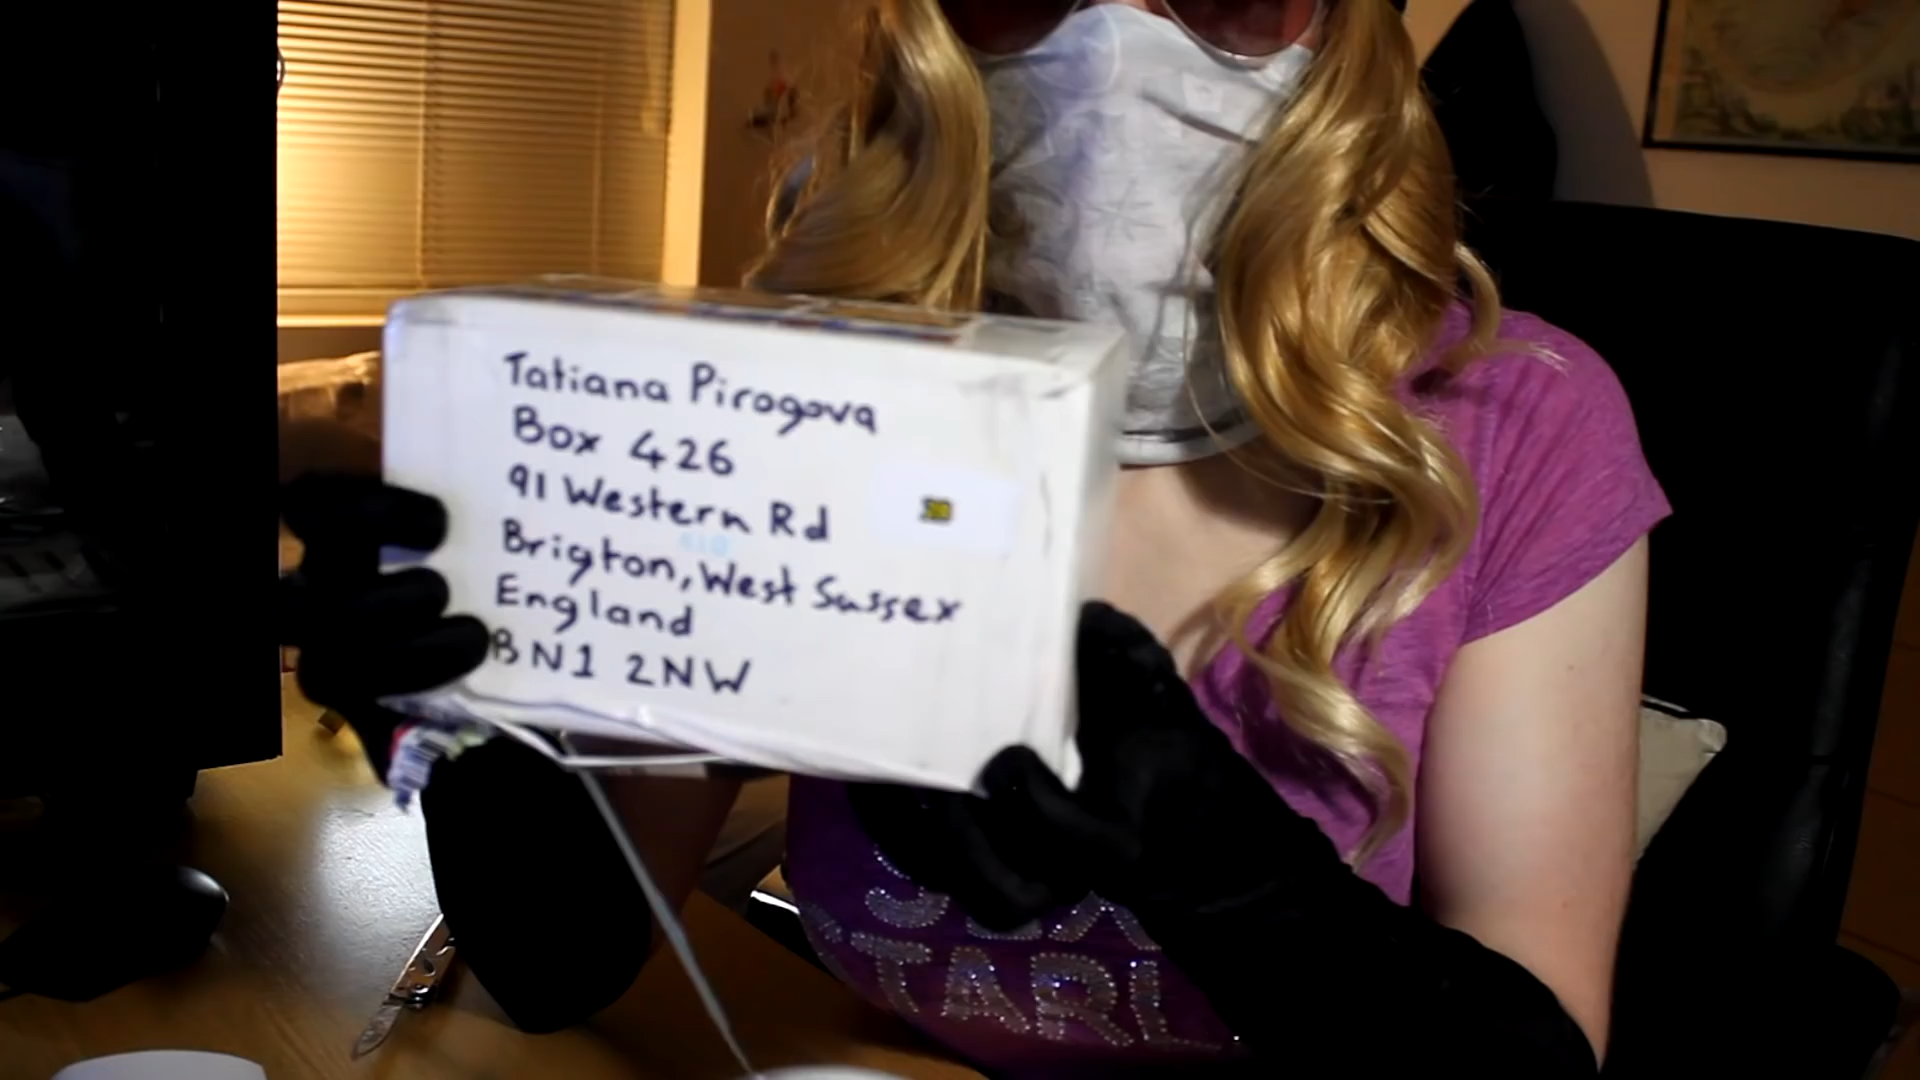 Tatiana Pirogova
Box 426
91 Western Rd
Brigton, West Sussex
England
BN1 2NW